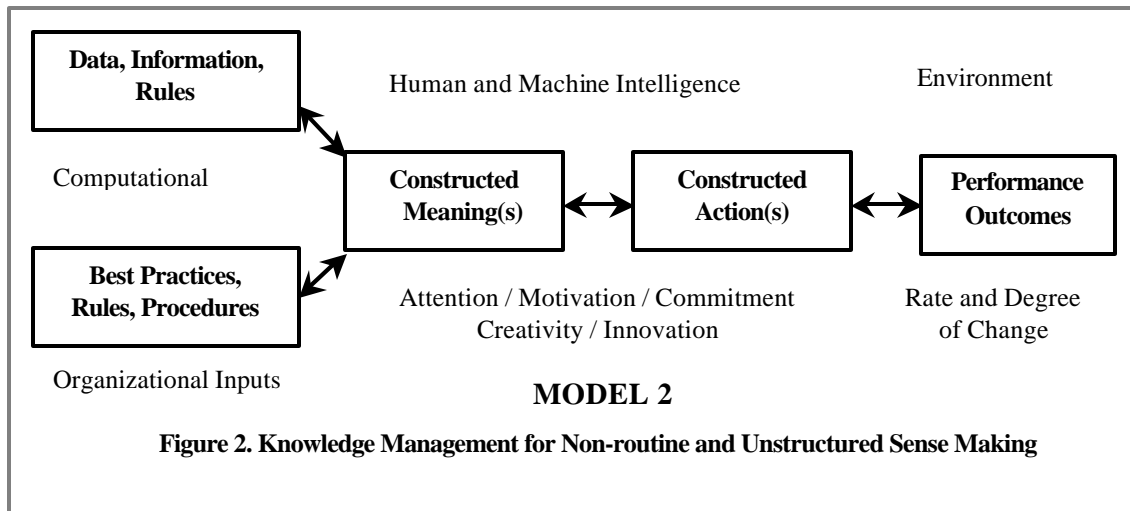 Data, Information,
Rules
Human and Machine Intelligence
Environment
Computational
Constructed
Meaning(s)
Constructed
Action(s)
Performance
Outcomes
Best Practices,
Rules, Procedures
Attention / Motivation / Commitment
Creativity / Innovation
Rate and Degree
of Change
Organizational Inputs
MODEL 2
Figure 2. Knowledge Management for Non-routine and Unstructured Sense Making